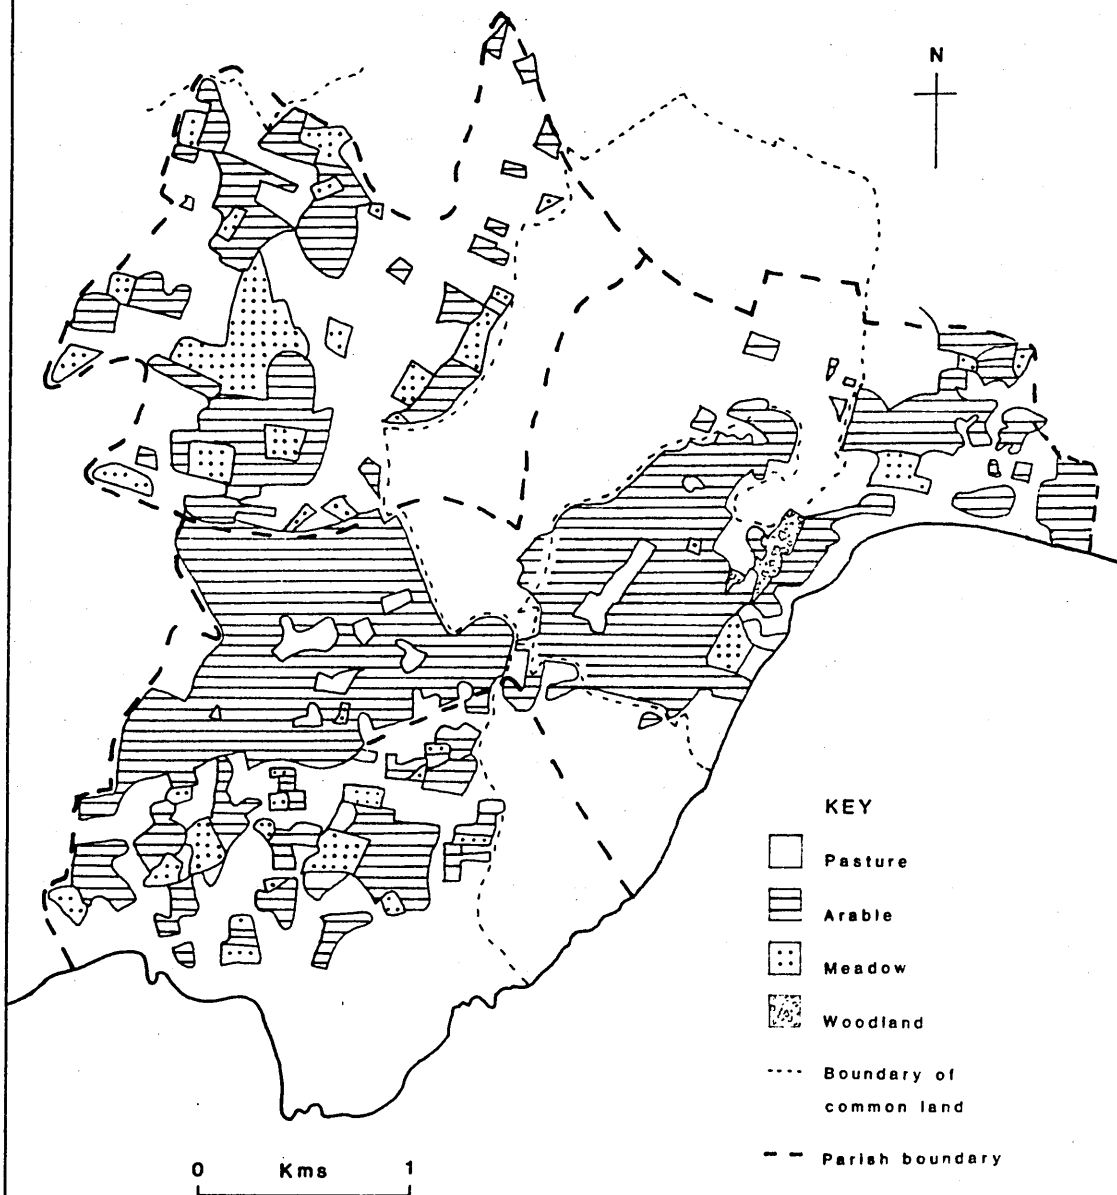 N
KEY
Pasture
Arable
Meadow
Woodland
Boundary of
common land
Parish boundary
0 Kms 1